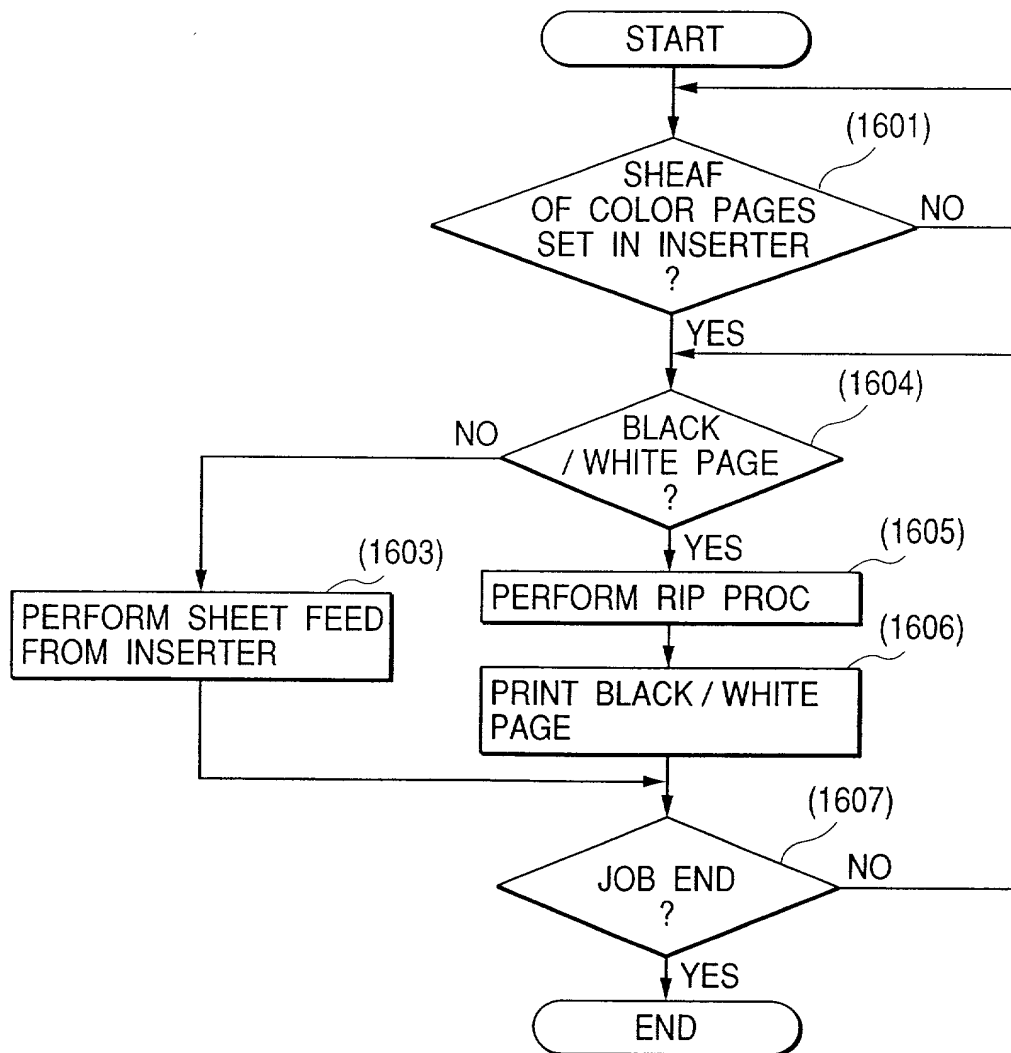 START
(1601)
SHEAF
OF COLOR PAGES
SET IN INSERTER
?
NO
YES
(1604)
NO
BLACK
/ WHITE PAGE
?
YES
(1603)
(1605)
PERFORM SHEET FEED
FROM INSERTER
PERFORM RIP PROC
(1606)
PRINT BLACK / WHITE
PAGE
(1607)
JOB END
?
NO
YES
END